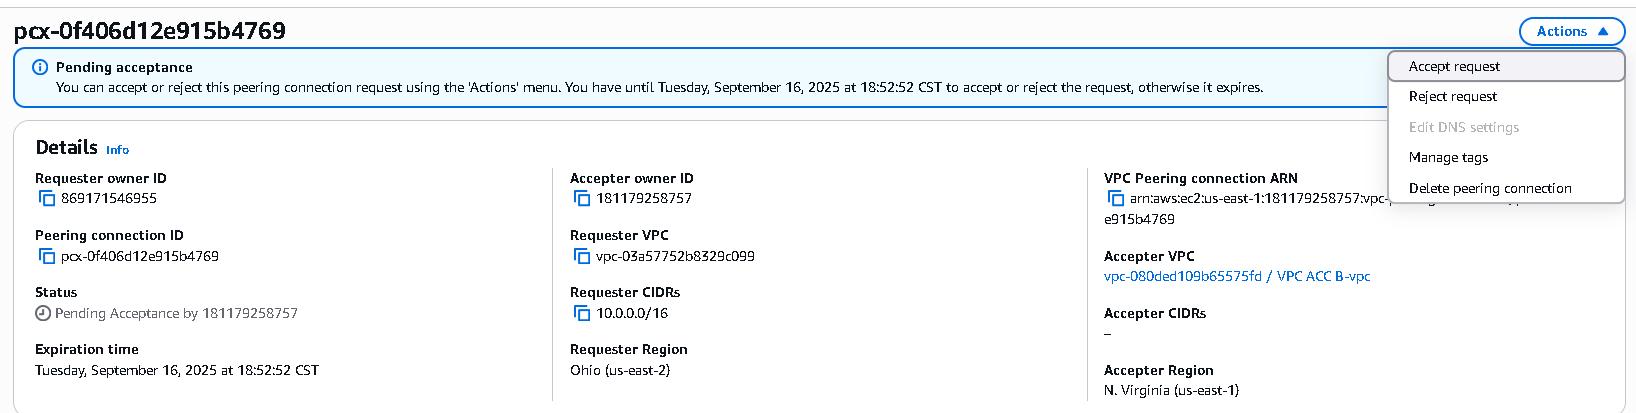 pcx-0f406d12e915b4769
Actions
Pending acceptance
You can accept or reject this peering connection request using the 'Actions' menu. You have until Tuesday, September 16, 2025 at 18:52:52 CST to accept or reject the request, otherwise it expires.
Accept request
Reject request
Edit DNS settings
Manage tags
Delete peering connection
Details Info
Requester owner ID
869171546955
Peering connection ID
pcx-0f406d12e915b4769
Status
Pending Acceptance by 181179258757
Expiration time
Tuesday, September 16, 2025 at 18:52:52 CST
Accepter owner ID
181179258757
Requester VPC
vpc-03a57752b8329c099
Requester CIDRs
10.0.0.0/16
Requester Region
Ohio (us-east-2)
VPC Peering connection ARN
arn:aws:ec2:us-east-1:181179258757:vpc-
e915b4769
Accepter VPC
vpc-080ded109b65575fd / VPC ACC B-vpc
Accepter CIDRs
–
Accepter Region
N. Virginia (us-east-1)